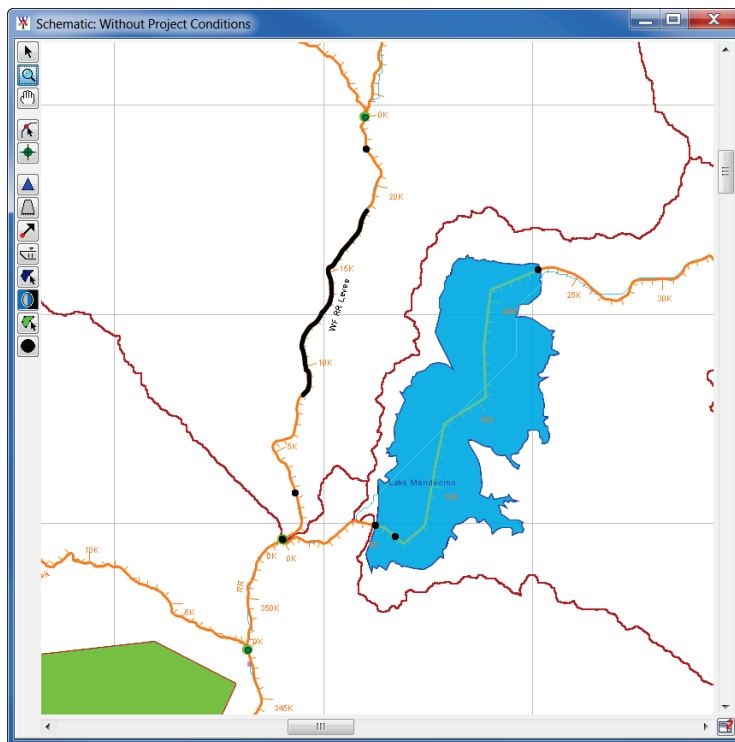 Schematic: Without Project Conditions
0K
20K
15K
WF RR Levee
10K
5K
25K
30K
Lake Mendocino
10K
5K
0K
0K
RR
350K
0K
345K